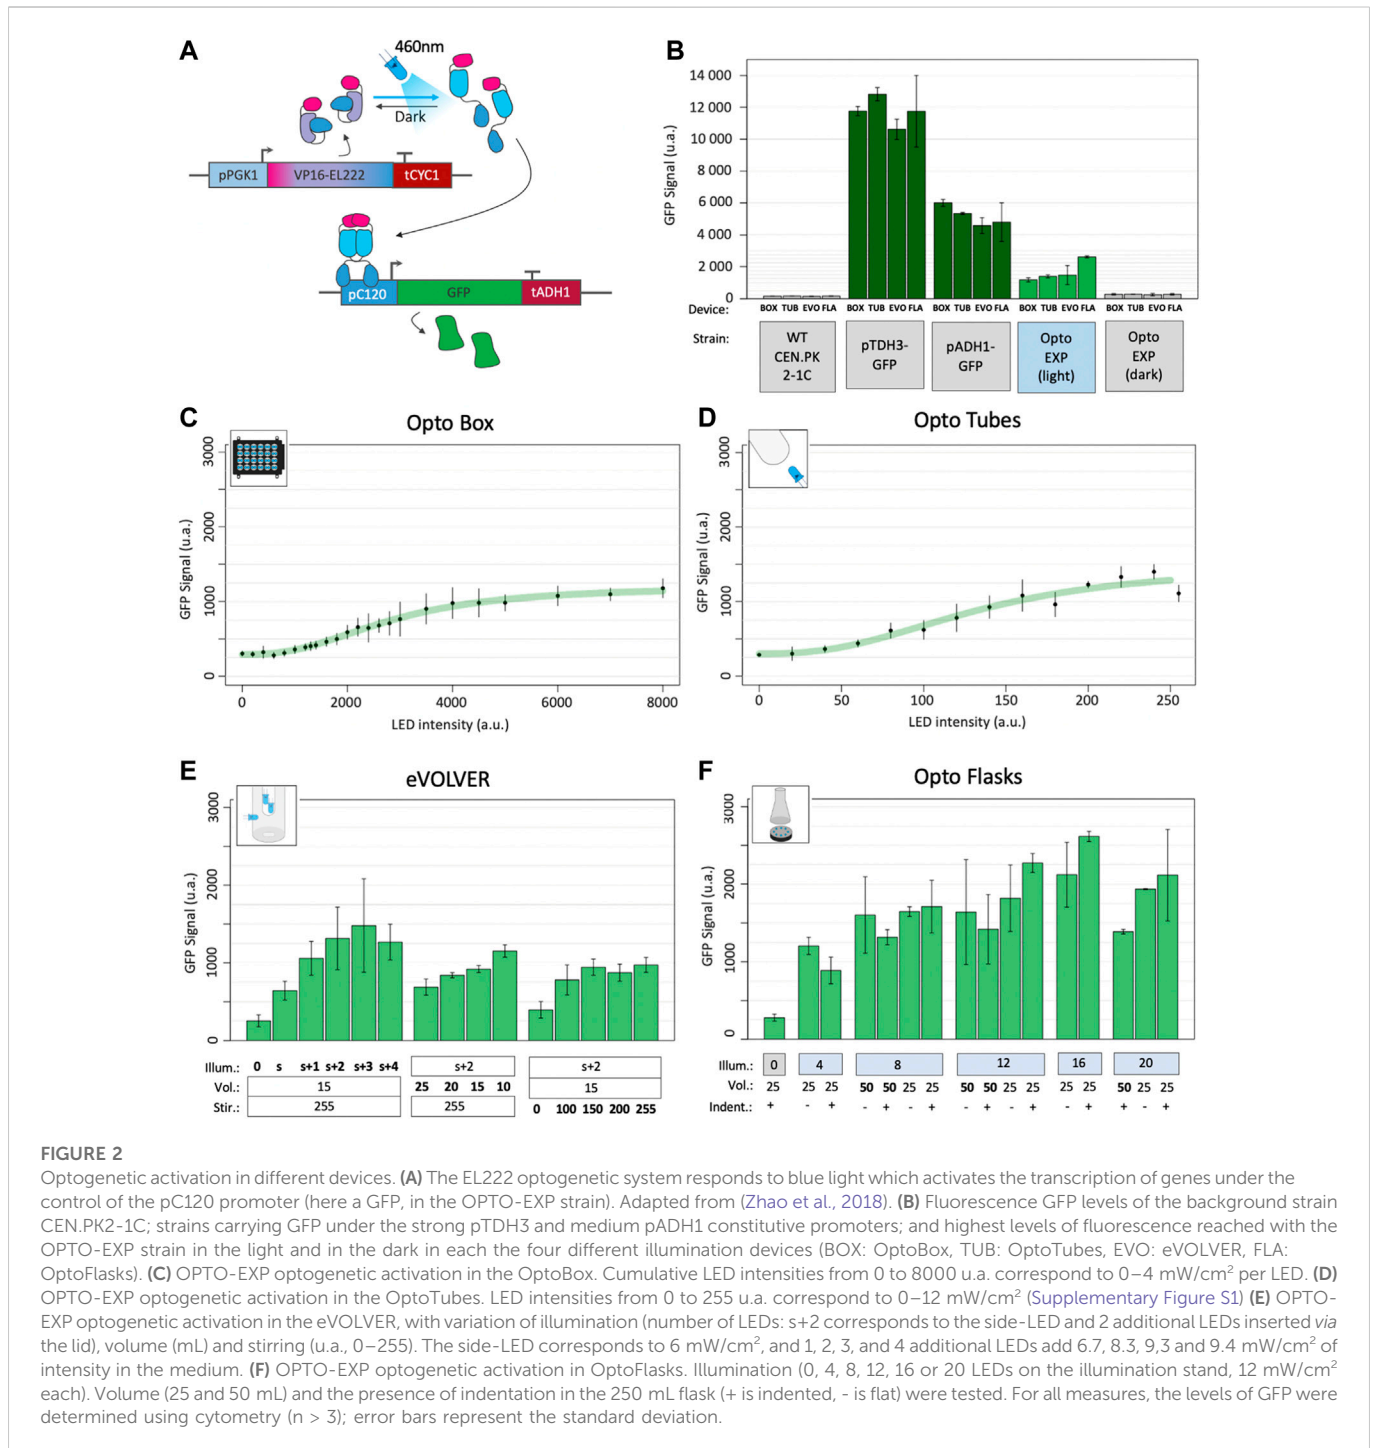 A
460nm
Dark
pPGK1 VP16-EL222 tCYC1
pC120 GFP tADH1
B
GFP Signal (u.a.)
14 000
12 000
10 000
8 000
6 000
4 000
2 000
0
Device: BOX TUB EVO FLA BOX TUB EVO FLA BOX TUB EVO FLA BOX TUB EVO FLA BOX TUB EVO FLA
Strain:
WT
CEN.PK
2-1C
pTDH3-
GFP
pADH1-
GFP
Opto
EXP
(light)
Opto
EXP
(dark)
C
Opto Box
GFP Signal (u.a.)
3000
2000
1000
0
0 2000 4000 6000 8000
LED intensity (a.u.)
D
Opto Tubes
GFP Signal (u.a.)
3000
2000
1000
0
0 50 100 150 200 250
LED intensity (a.u.)
E
eVOLVER
GFP Signal (u.a.)
3000
2000
1000
0
Illum.: 0 s s+1 s+2 s+3 s+4 s+2 s+2
Vol.: 15 25 20 15 10 15
Stir.: 255 255 0 100 150 200 255
F
Opto Flasks
GFP Signal (u.a.)
3000
2000
1000
0
Illum.: 0 4 8 12 16 20
Vol.: 25 25 25 50 50 25 25 50 50 25 25 25 25 50 25 25
Indent.: + - + - + - + - + - + - + + - +
FIGURE 2
Optogenetic activation in different devices. (A) The EL222 optogenetic system responds to blue light which activates the transcription of genes under the
control of the pC120 promoter (here a GFP, in the OPTO-EXP strain). Adapted from (Zhao et al., 2018). (B) Fluorescence GFP levels of the background strain
CEN.PK2-1C; strains carrying GFP under the strong pTDH3 and medium pADH1 constitutive promoters; and highest levels of fluorescence reached with the
OPTO-EXP strain in the light and in the dark in each the four different illumination devices (BOX: OptoBox, TUB: OptoTubes, EVO: eVOLVER, FLA:
OptoFlasks). (C) OPTO-EXP optogenetic activation in the OptoBox. Cumulative LED intensities from 0 to 8000 u.a. correspond to 0–4 mW/cm² per LED. (D)
OPTO-EXP optogenetic activation in the OptoTubes. LED intensities from 0 to 255 u.a. correspond to 0–12 mW/cm² (Supplementary Figure S1) (E) OPTO-
EXP optogenetic activation in the eVOLVER, with variation of illumination (number of LEDs: s+2 corresponds to the side-LED and 2 additional LEDs inserted via
the lid), volume (mL) and stirring (u.a., 0–255). The side-LED corresponds to 6 mW/cm², and 1, 2, 3, and 4 additional LEDs add 6.7, 8.3, 9,3 and 9.4 mW/cm² of
intensity in the medium. (F) OPTO-EXP optogenetic activation in OptoFlasks. Illumination (0, 4, 8, 12, 16 or 20 LEDs on the illumination stand, 12 mW/cm²
each). Volume (25 and 50 mL) and the presence of indentation in the 250 mL flask (+ is indented, - is flat) were tested. For all measures, the levels of GFP were
determined using cytometry (n > 3); error bars represent the standard deviation.